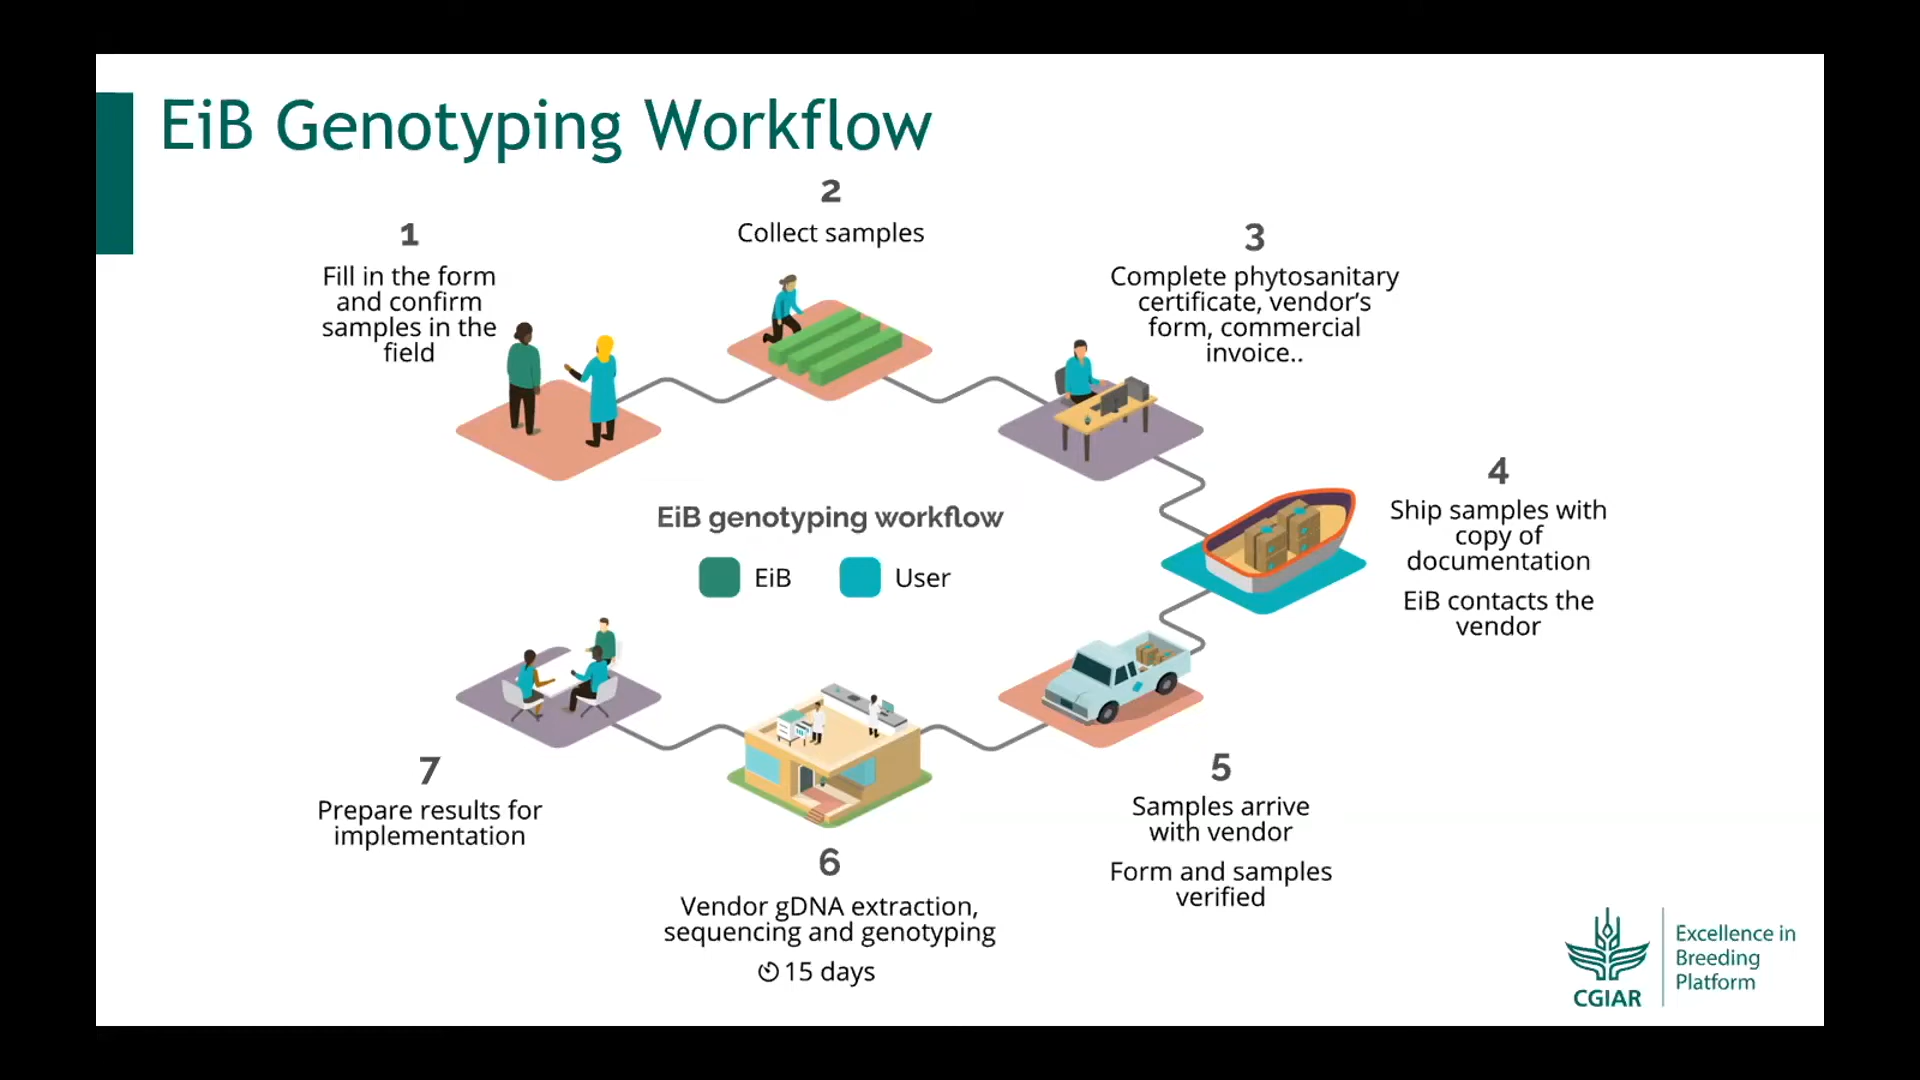 EiB Genotyping Workflow
1
Fill in the form
and confirm
samples in the
field
2
Collect samples
3
Complete phytosanitary
certificate, vendor's
form, commercial
invoice..
4
Ship samples with
copy of
documentation
EiB contacts the
vendor
EiB genotyping workflow
EiB
User
5
Samples arrive
with vendor
Form and samples
verified
6
Vendor gDNA extraction,
sequencing and genotyping
15 days
7
Prepare results for
implementation
CGIAR
Excellence in
Breeding
Platform